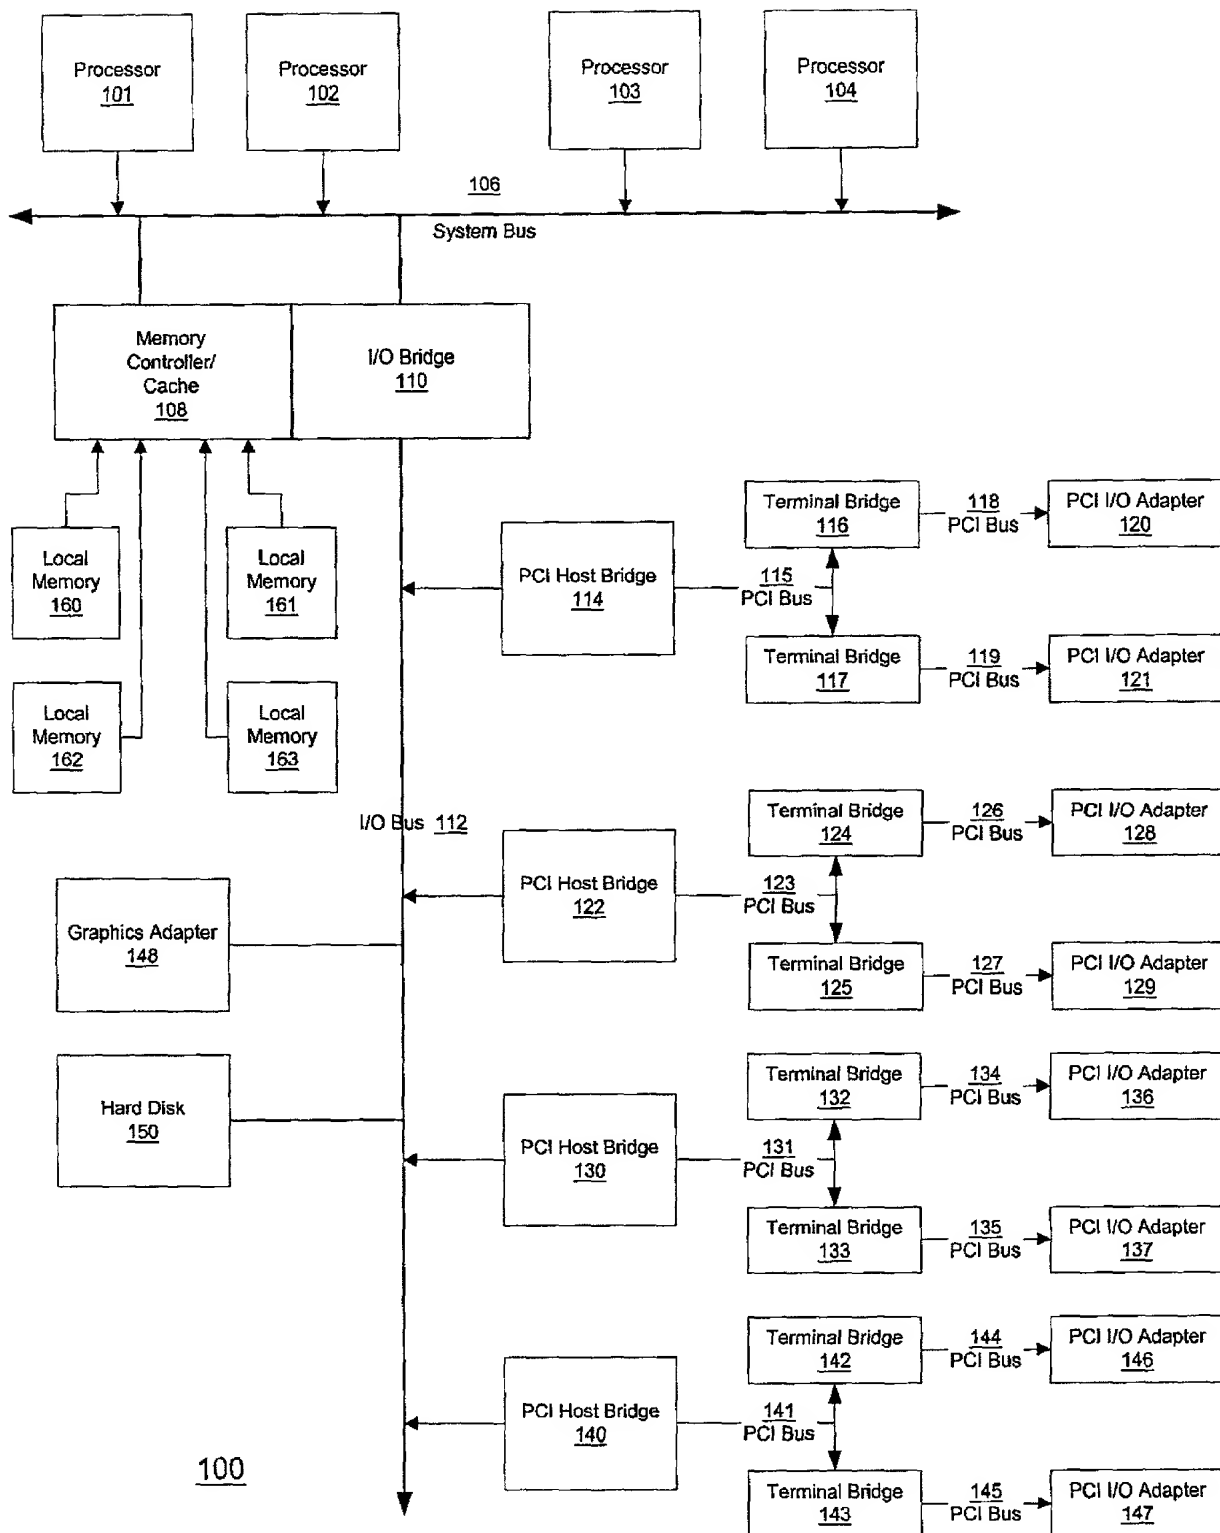 Processor
101
Processor
102
Processor
103
Processor
104
106
System Bus
Memory
Controller/
Cache
108
I/O Bridge
110
Local
Memory
160
Local
Memory
161
Local
Memory
162
Local
Memory
163
I/O Bus 112
PCI Host Bridge
114
115
PCI Bus
Terminal Bridge
116
118
PCI Bus
PCI I/O Adapter
120
Terminal Bridge
117
119
PCI Bus
PCI I/O Adapter
121
PCI Host Bridge
122
123
PCI Bus
Terminal Bridge
124
126
PCI Bus
PCI I/O Adapter
128
Terminal Bridge
125
127
PCI Bus
PCI I/O Adapter
129
Graphics Adapter
148
Hard Disk
150
PCI Host Bridge
130
131
PCI Bus
Terminal Bridge
132
134
PCI Bus
PCI I/O Adapter
136
Terminal Bridge
133
135
PCI Bus
PCI I/O Adapter
137
PCI Host Bridge
140
141
PCI Bus
Terminal Bridge
142
144
PCI Bus
PCI I/O Adapter
146
Terminal Bridge
143
145
PCI Bus
PCI I/O Adapter
147
100